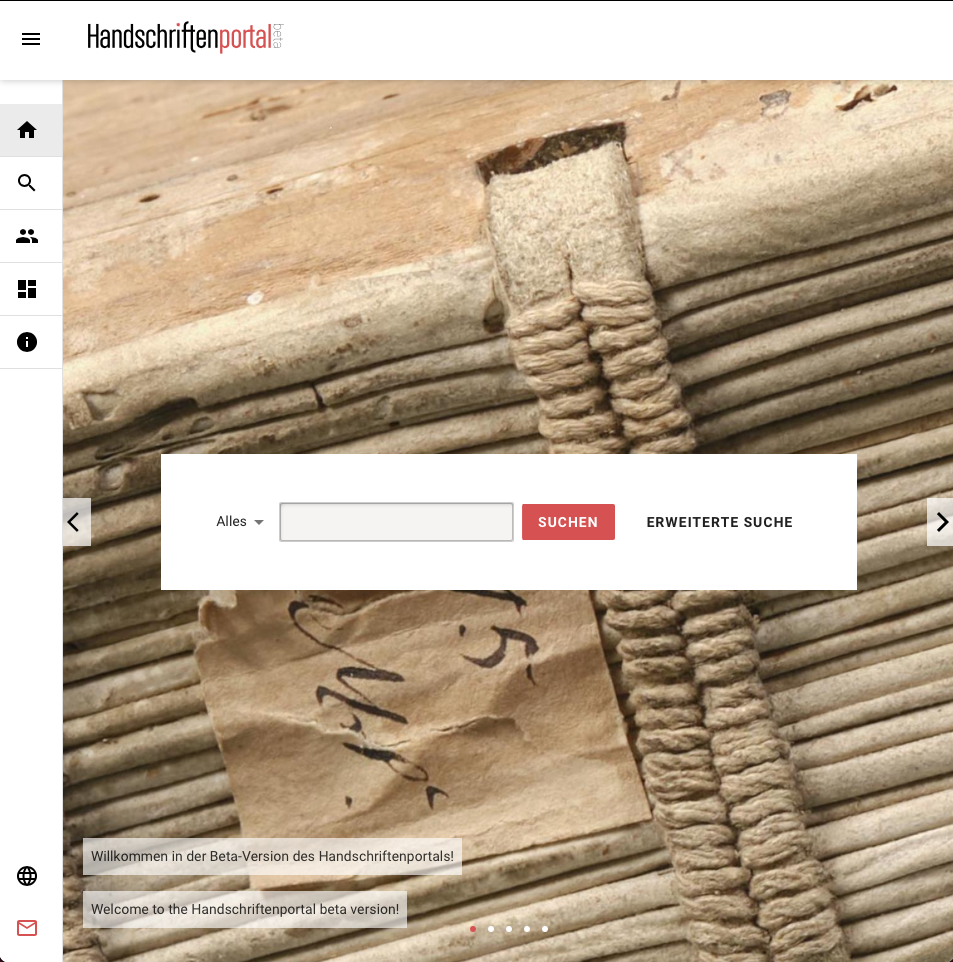 Handschriftenportal beta
Alles
SUCHEN
ERWEITERTE SUCHE
Willkommen in der Beta-Version des Handschriftenportals!
Welcome to the Handschriftenportal beta version!